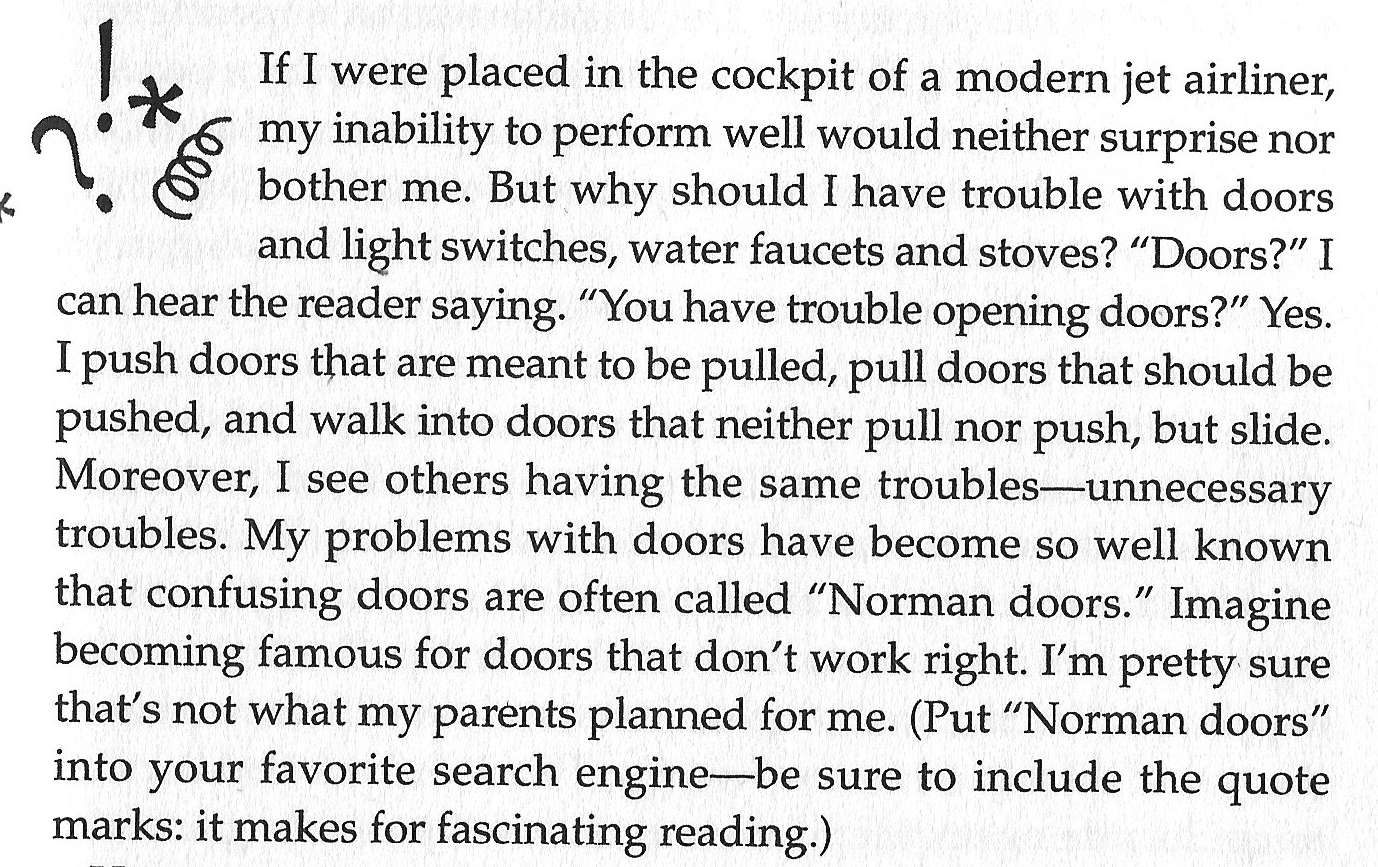 If I were placed in the cockpit of a modern jet airliner,
my inability to perform well would neither surprise nor
bother me. But why should I have trouble with doors
and light switches, water faucets and stoves? “Doors?” I
can hear the reader saying. “You have trouble opening doors?” Yes.
I push doors that are meant to be pulled, pull doors that should be
pushed, and walk into doors that neither pull nor push, but slide.
Moreover, I see others having the same troubles—unnecessary
troubles. My problems with doors have become so well known
that confusing doors are often called “Norman doors.” Imagine
becoming famous for doors that don’t work right. I’m pretty sure
that’s not what my parents planned for me. (Put “Norman doors”
into your favorite search engine—be sure to include the quote
marks: it makes for fascinating reading.)